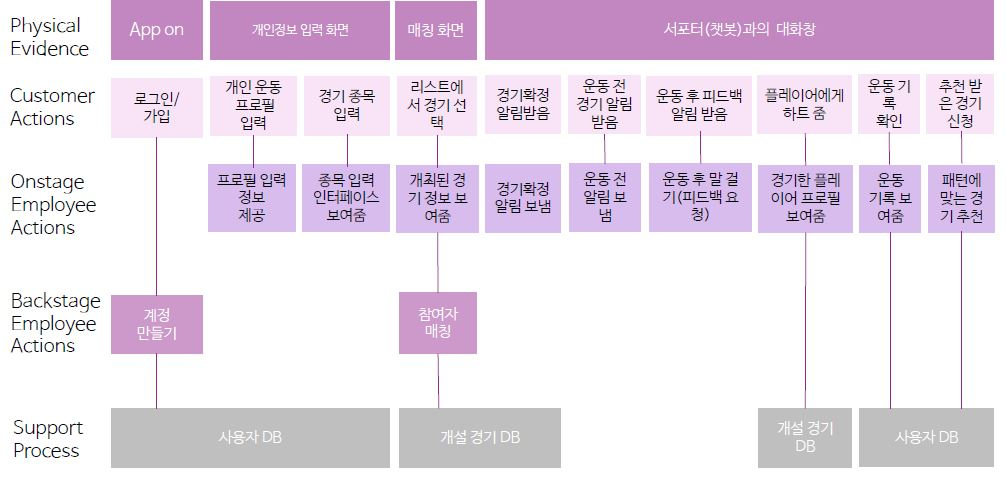 Physical
Evidence
App on
개인정보 입력 화면
매칭 화면
서포터(챗봇)과의 대화창
Customer
Actions
로그인/
가입
개인 운동
프로필
입력
경기 종목
입력
리스트에
서 경기 선
택
경기확정
알림받음
운동 전
경기 알림
받음
운동 후 피드백
알림 받음
플레이어에게
하트 줌
운동 기
록
확인
추천 받
은 경기
신청
Onstage
Employee
Actions
프로필 입력
정보
제공
종목 입력
인터페이스
보여줌
개최된 경
기 정보 보
여줌
경기확정
알림 보냄
운동 전
알림 보
냄
운동 후 말 걸
기(피드백 요
청)
경기한 플레
이어 프로필
보여줌
운동
기록 보
여줌
패턴에
맞는 경
기 추천
Backstage
Employee
Actions
계정
만들기
참여자
매칭
Support
Process
사용자 DB
개설 경기 DB
개설 경기
DB
사용자 DB